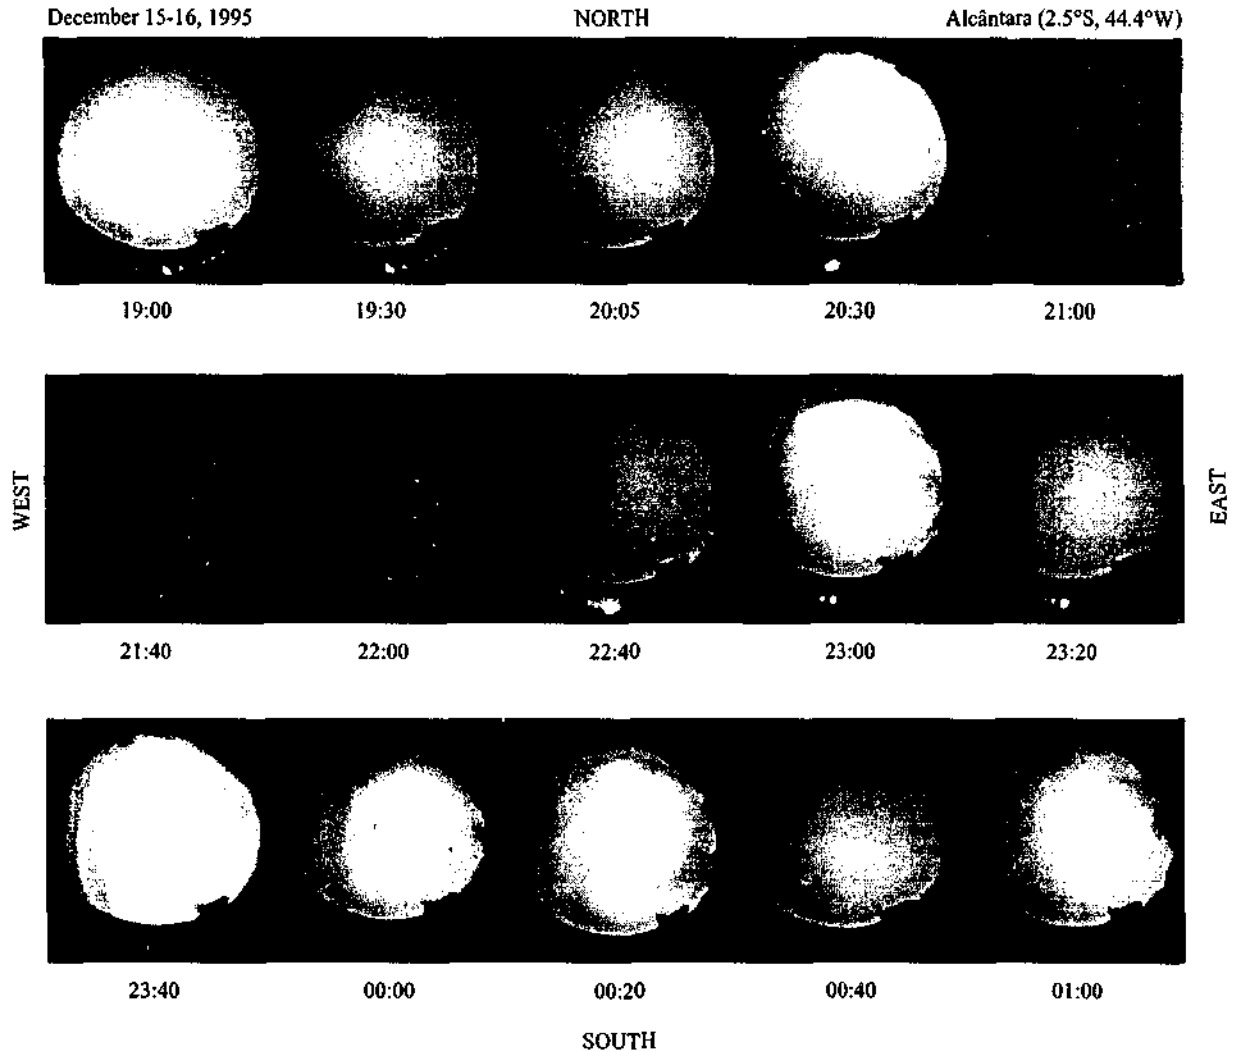 December 15-16, 1995 NORTH Alcântara (2.5°S, 44.4°W)
19:00 19:30 20:05 20:30 21:00
WEST
EAST
21:40 22:00 22:40 23:00 23:20
23:40 00:00 00:20 00:40 01:00
SOUTH